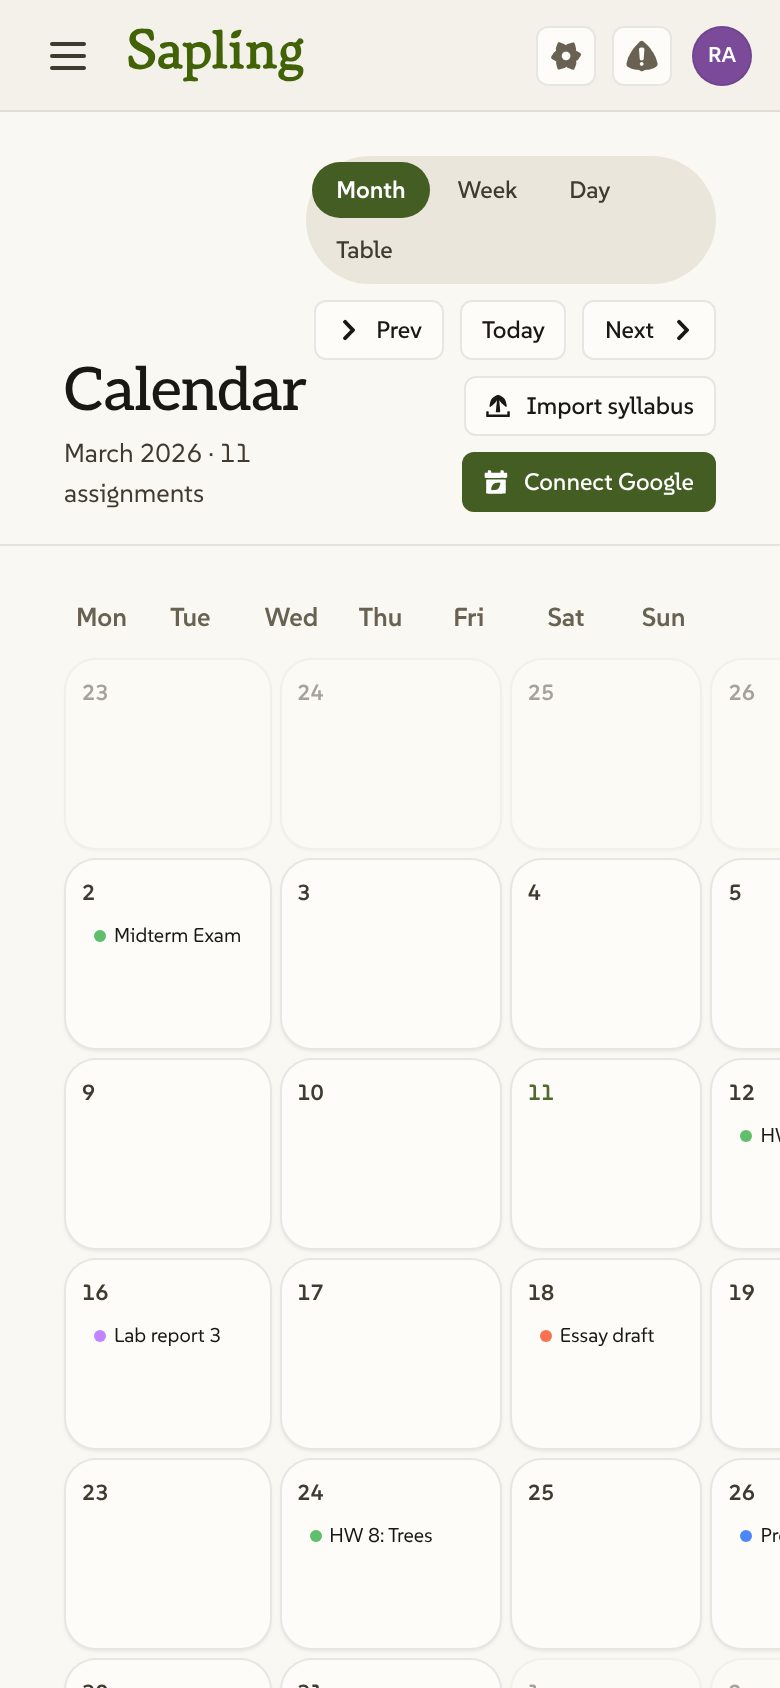 Sapling
RA
Month Week Day
Table
Prev Today Next
Calendar
Import syllabus
March 2026 · 11
assignments
Connect Google
Mon Tue Wed Thu Fri Sat Sun
23 24 25 26
2 3 4 5
Midterm Exam
9 10 11 12
16 17 18 19
Lab report 3 Essay draft
23 24 25 26
HW 8: Trees